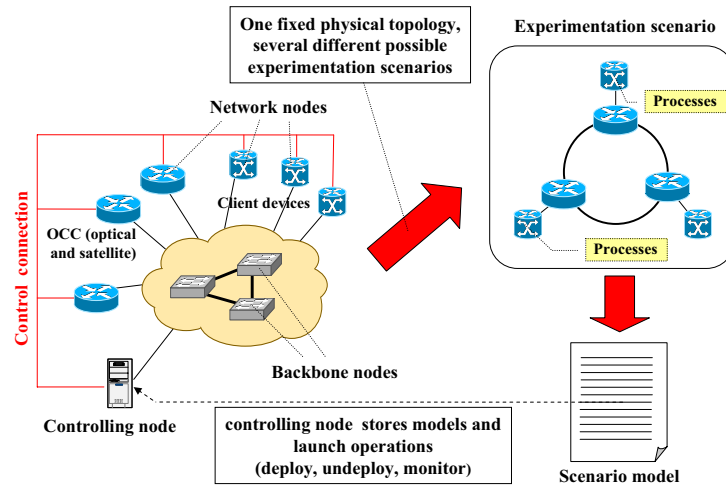 One fixed physical topology,
several different possible
experimentation scenarios
Experimentation scenario
Processes
Network nodes
Client devices
OCC (optical
and satellite)
Control connection
Processes
Backbone nodes
Controlling node
controlling node stores models and
launch operations
(deploy, undeploy, monitor)
Scenario model